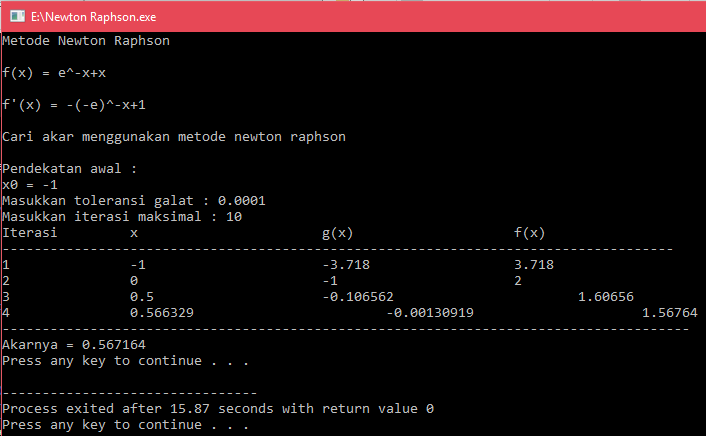 E:\Newton Raphson.exe
Metode Newton Raphson
f(x) = e^-x+x
f'(x) = -(-e)^-x+1
Cari akar menggunakan metode newton raphson
Pendekatan awal :
x0 = -1
Masukkan toleransi galat : 0.0001
Masukkan iterasi maksimal : 10
Iterasi x g(x) f(x)
------------------------------------------------------------------------------------
1 -1 -3.718 3.718
2 0 -1 2
3 0.5 -0.106562 1.60656
4 0.566329 -0.00130919 1.56764
--------------------------------------------------------------------------------------
Akarnya = 0.567164
Press any key to continue . . .
--------------------------------
Process exited after 15.87 seconds with return value 0
Press any key to continue . . .